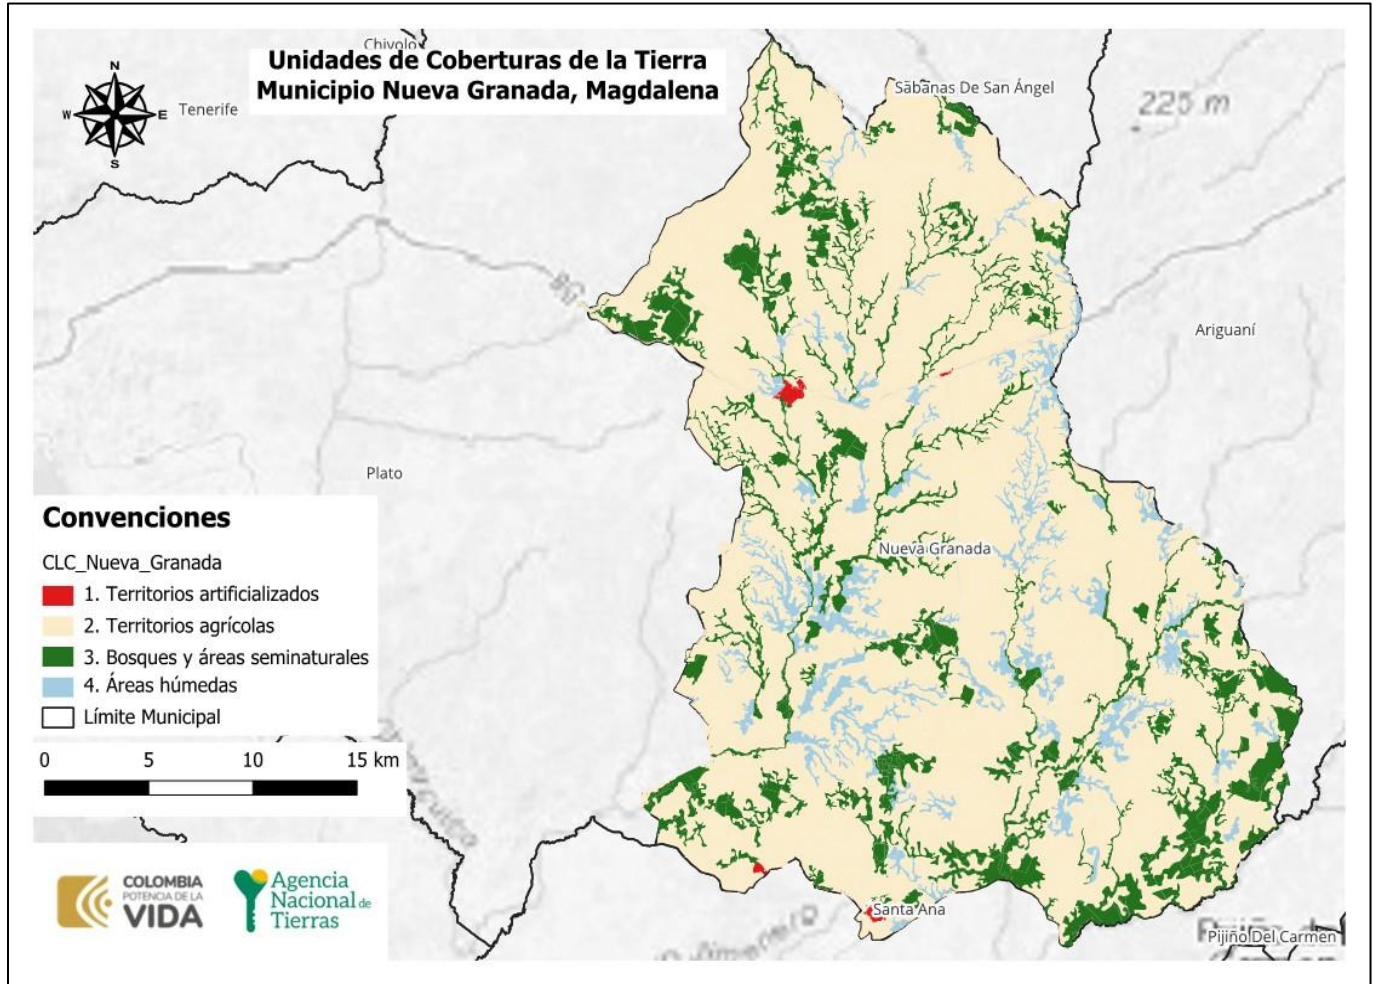 Chivolo
Unidades de Coberturas de la Tierra
Municipio Nueva Granada, Magdalena
N
W
E
S
Tenerife
Sabanas De San Ángel
225 m
Ariguaní
Plato
Nueva Granada
Convenciones
CLC_Nueva_Granada
1. Territorios artificializados
2. Territorios agrícolas
3. Bosques y áreas seminaturales
4. Áreas húmedas
Límite Municipal
0 5 10 15 km
COLOMBIA
POTENCIA DE LA
VIDA
Agencia
Nacional de
Tierras
Santa Ana
Pijiño Del Carmen